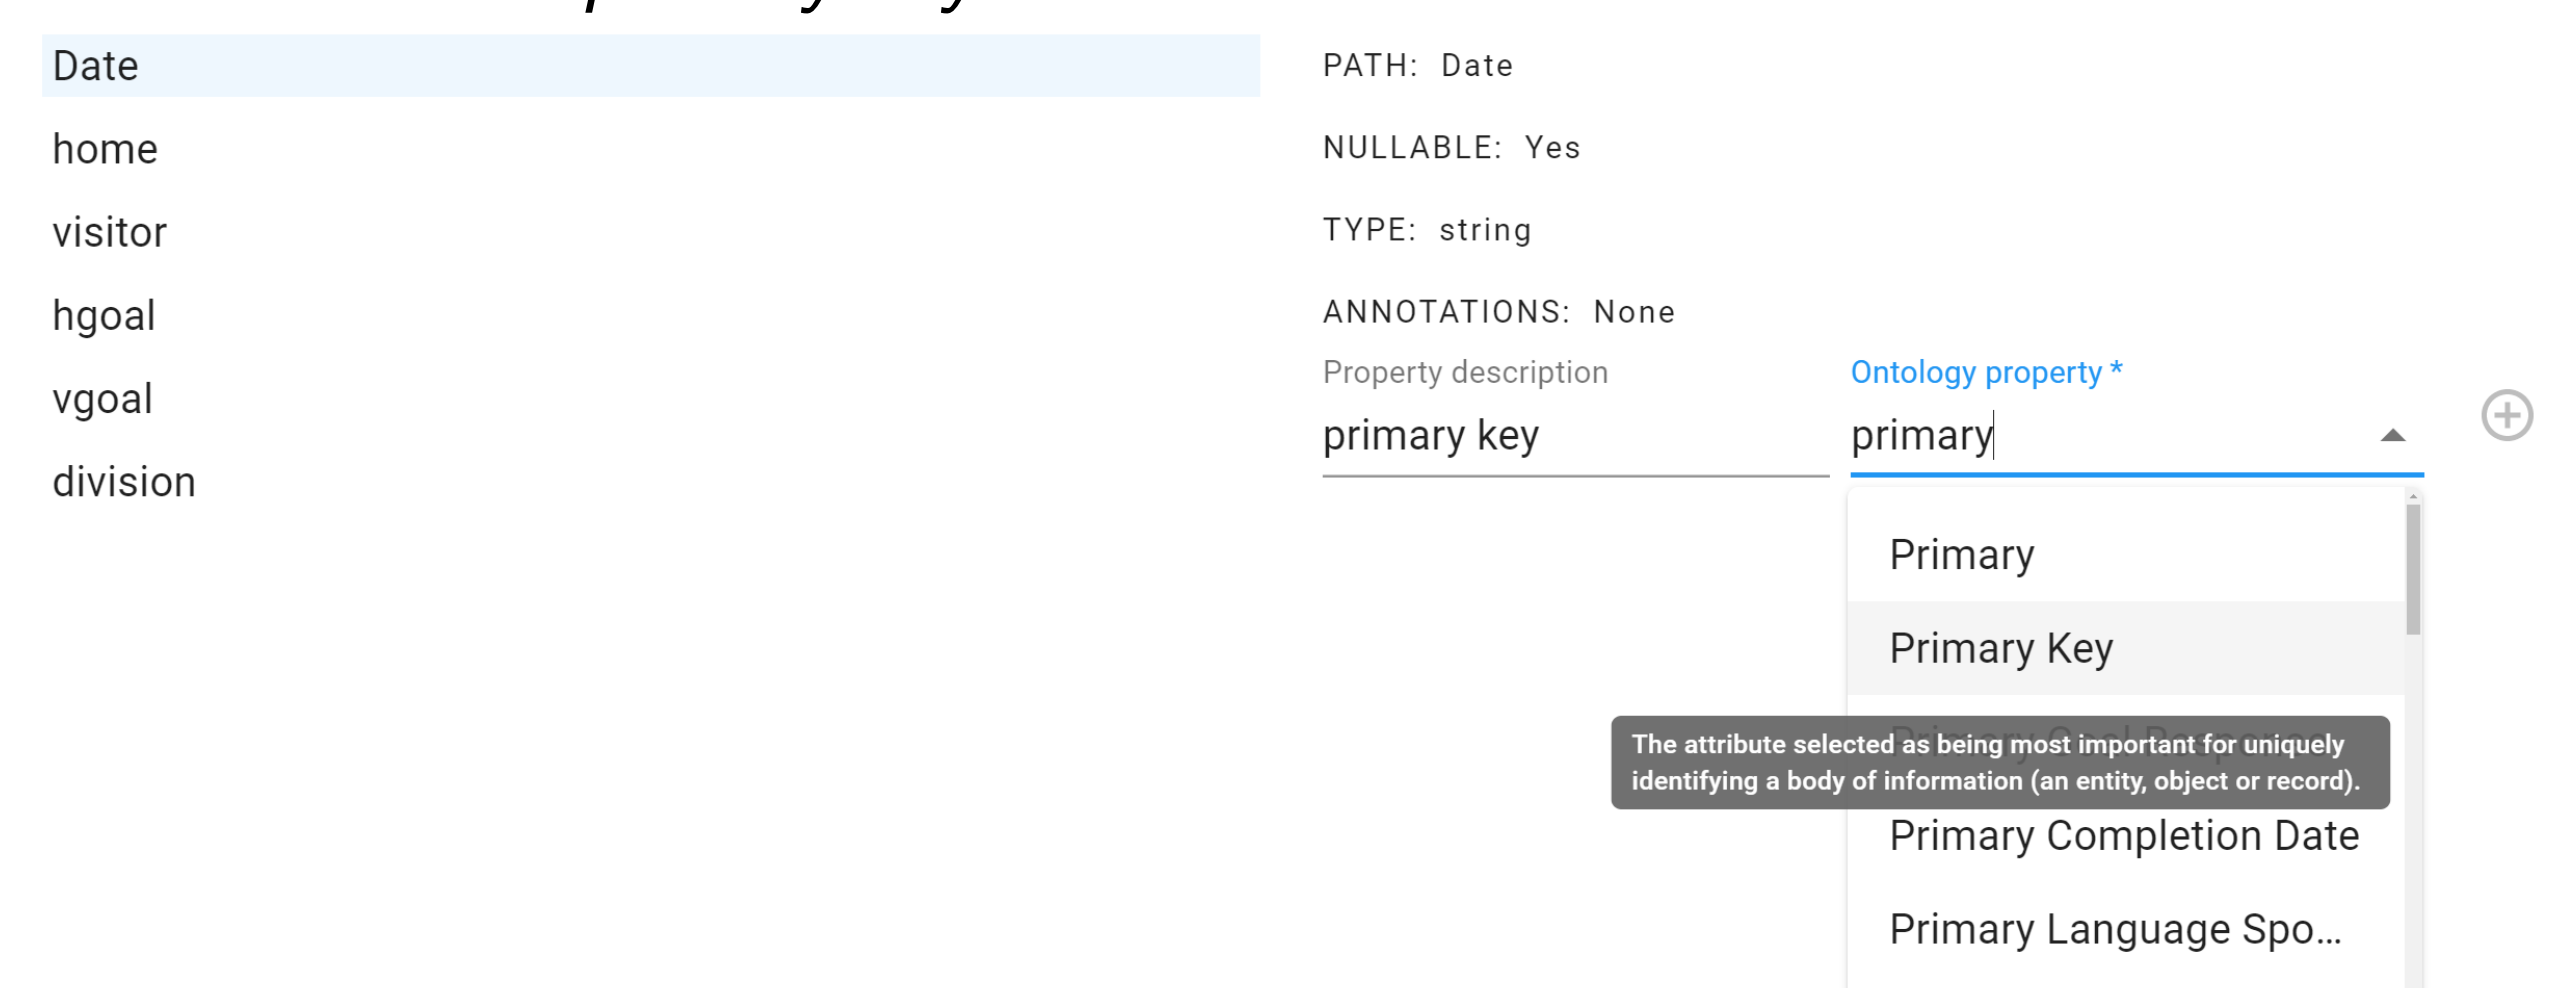 Date
home
visitor
hgoal
vgoal
division
PATH: Date
NULLABLE: Yes
TYPE: string
ANNOTATIONS: None
Property description
primary key
Ontology property *
primary
Primary
Primary Key
The attribute selected as being most important for uniquely
identifying a body of information (an entity, object or record).
Primary Completion Date
Primary Language Spo...